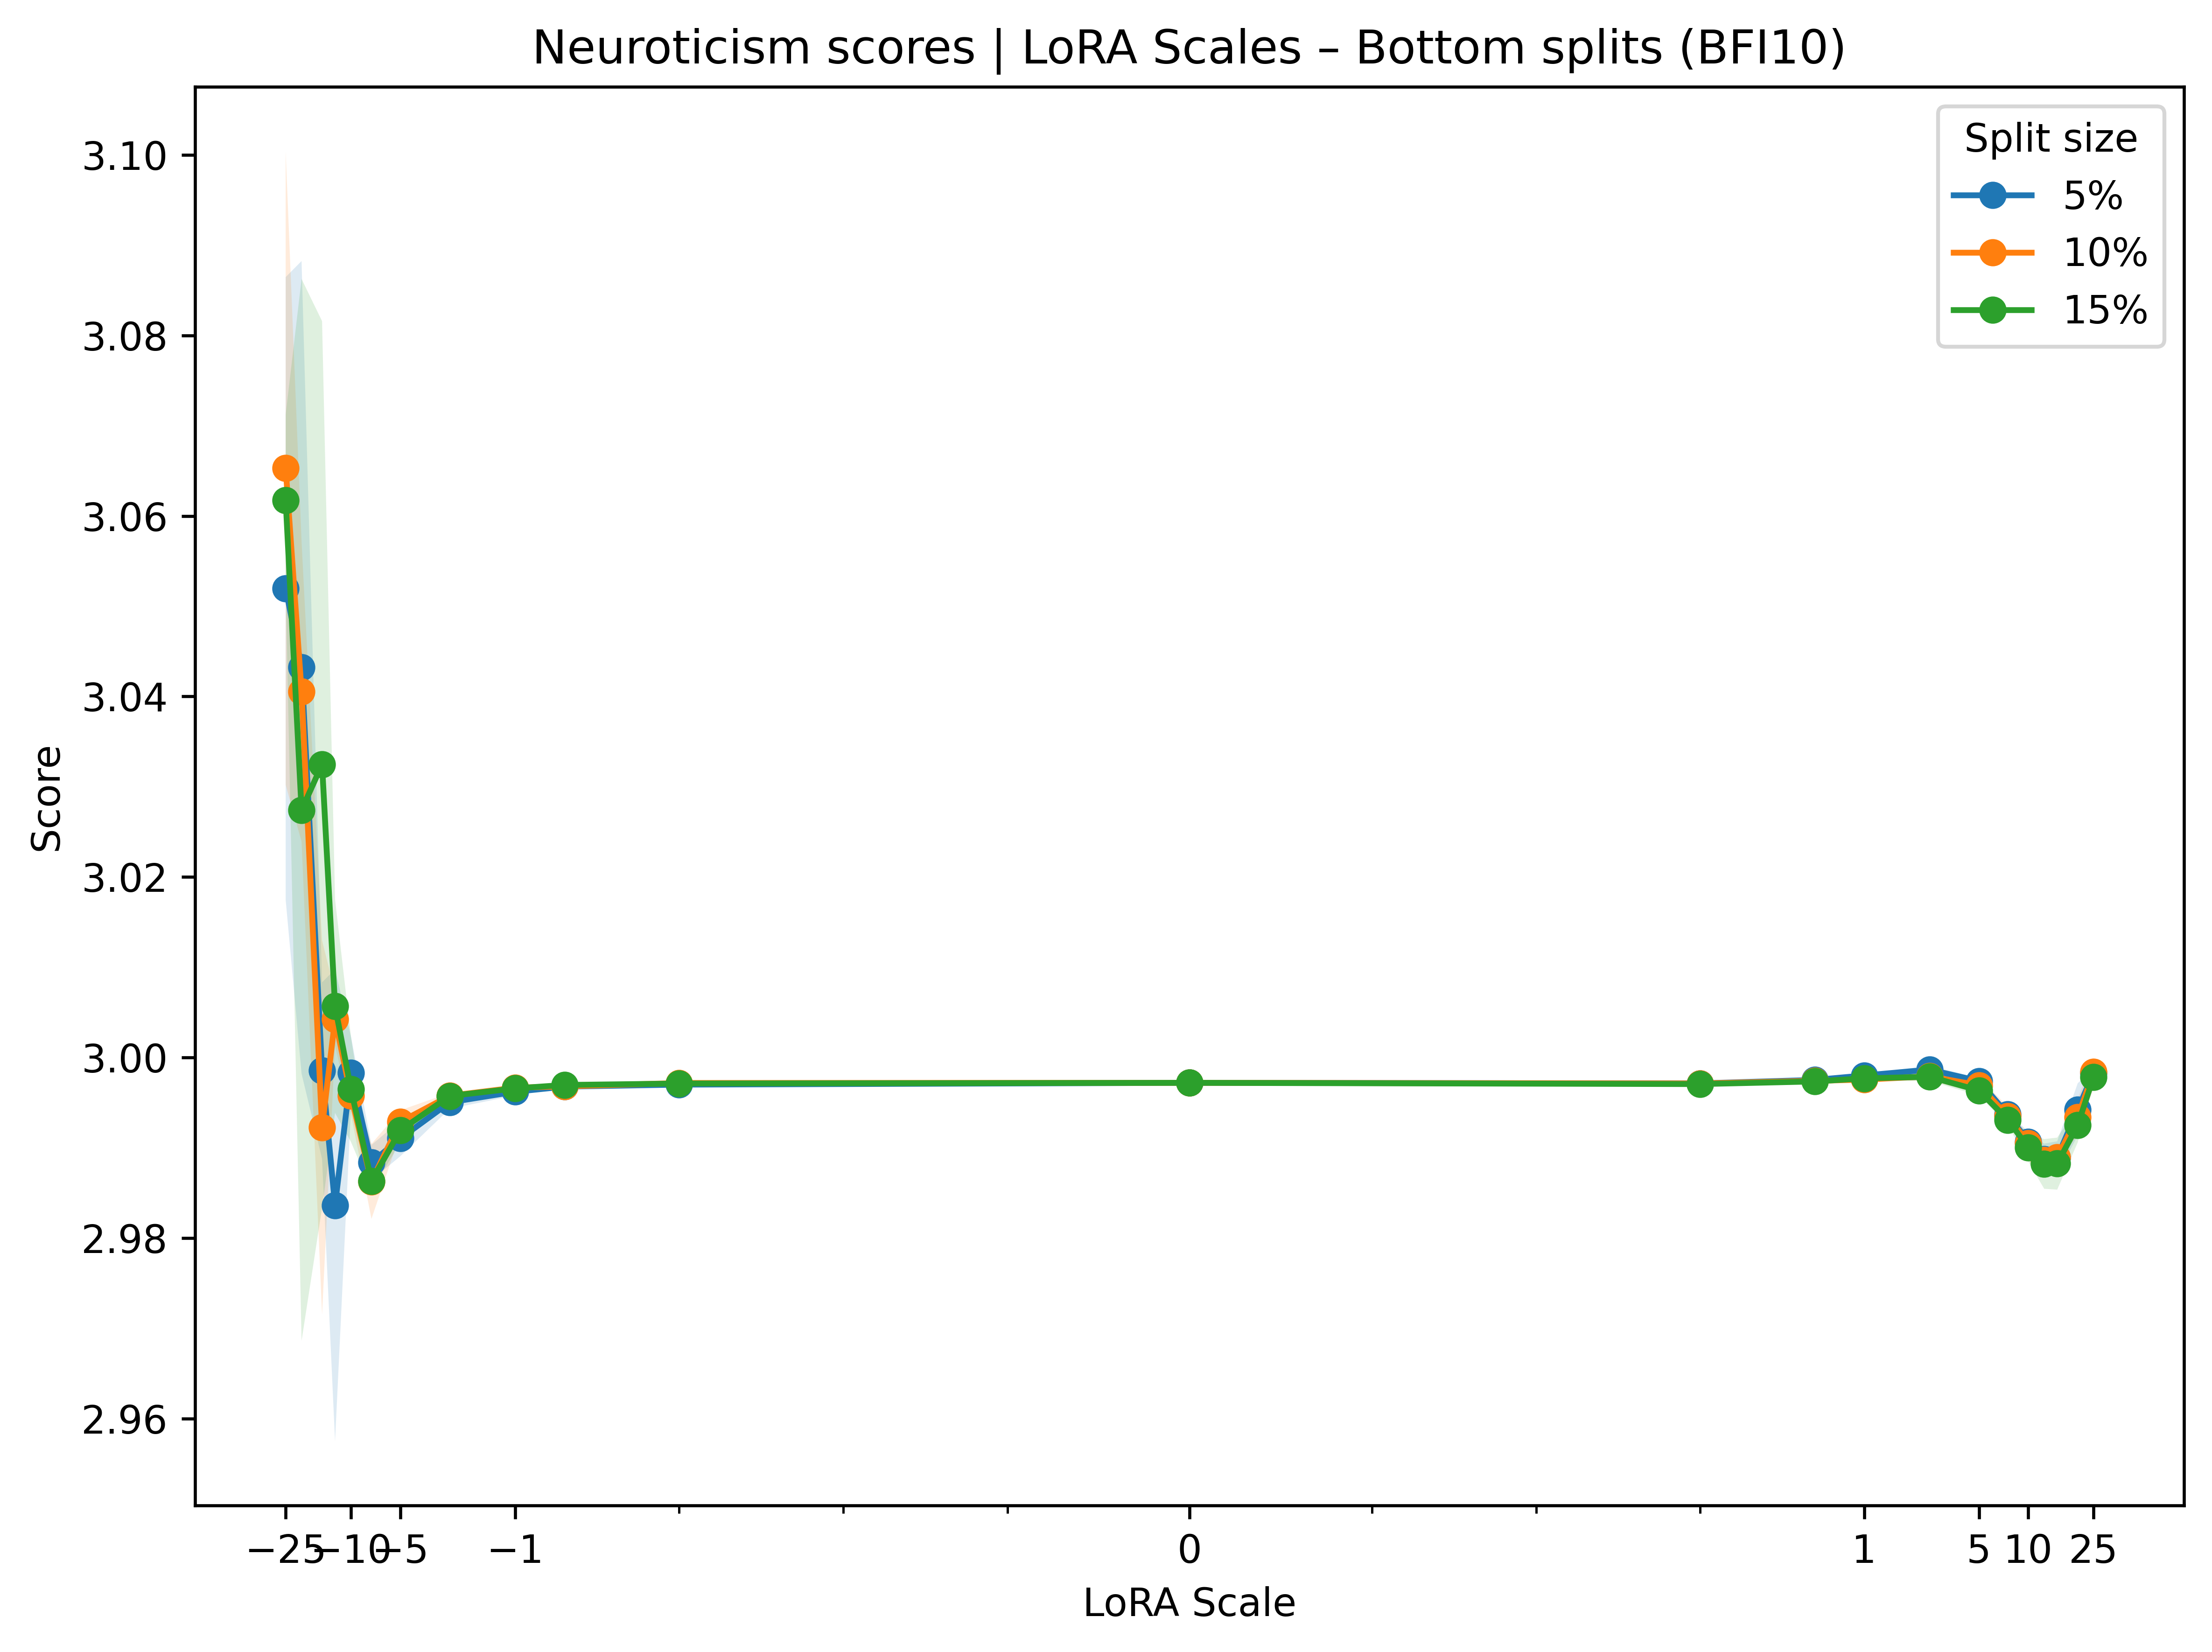 Neuroticism scores | LoRA Scales – Bottom splits (BFI10)
Split size
5%
10%
15%
3.10
3.08
3.06
3.04
3.02
3.00
2.98
2.96
Score
−25 −10 −5 −1 0 1 5 10 25
LoRA Scale